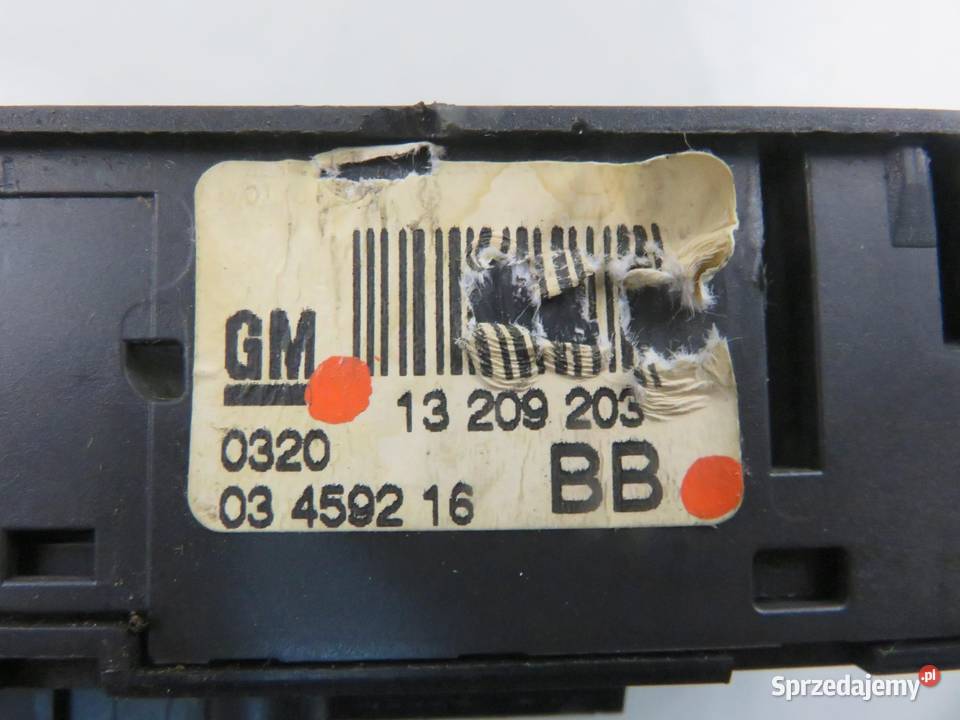 GM
13 209 203
0320
03 4592 16
BB
Sprzedajemy.pl